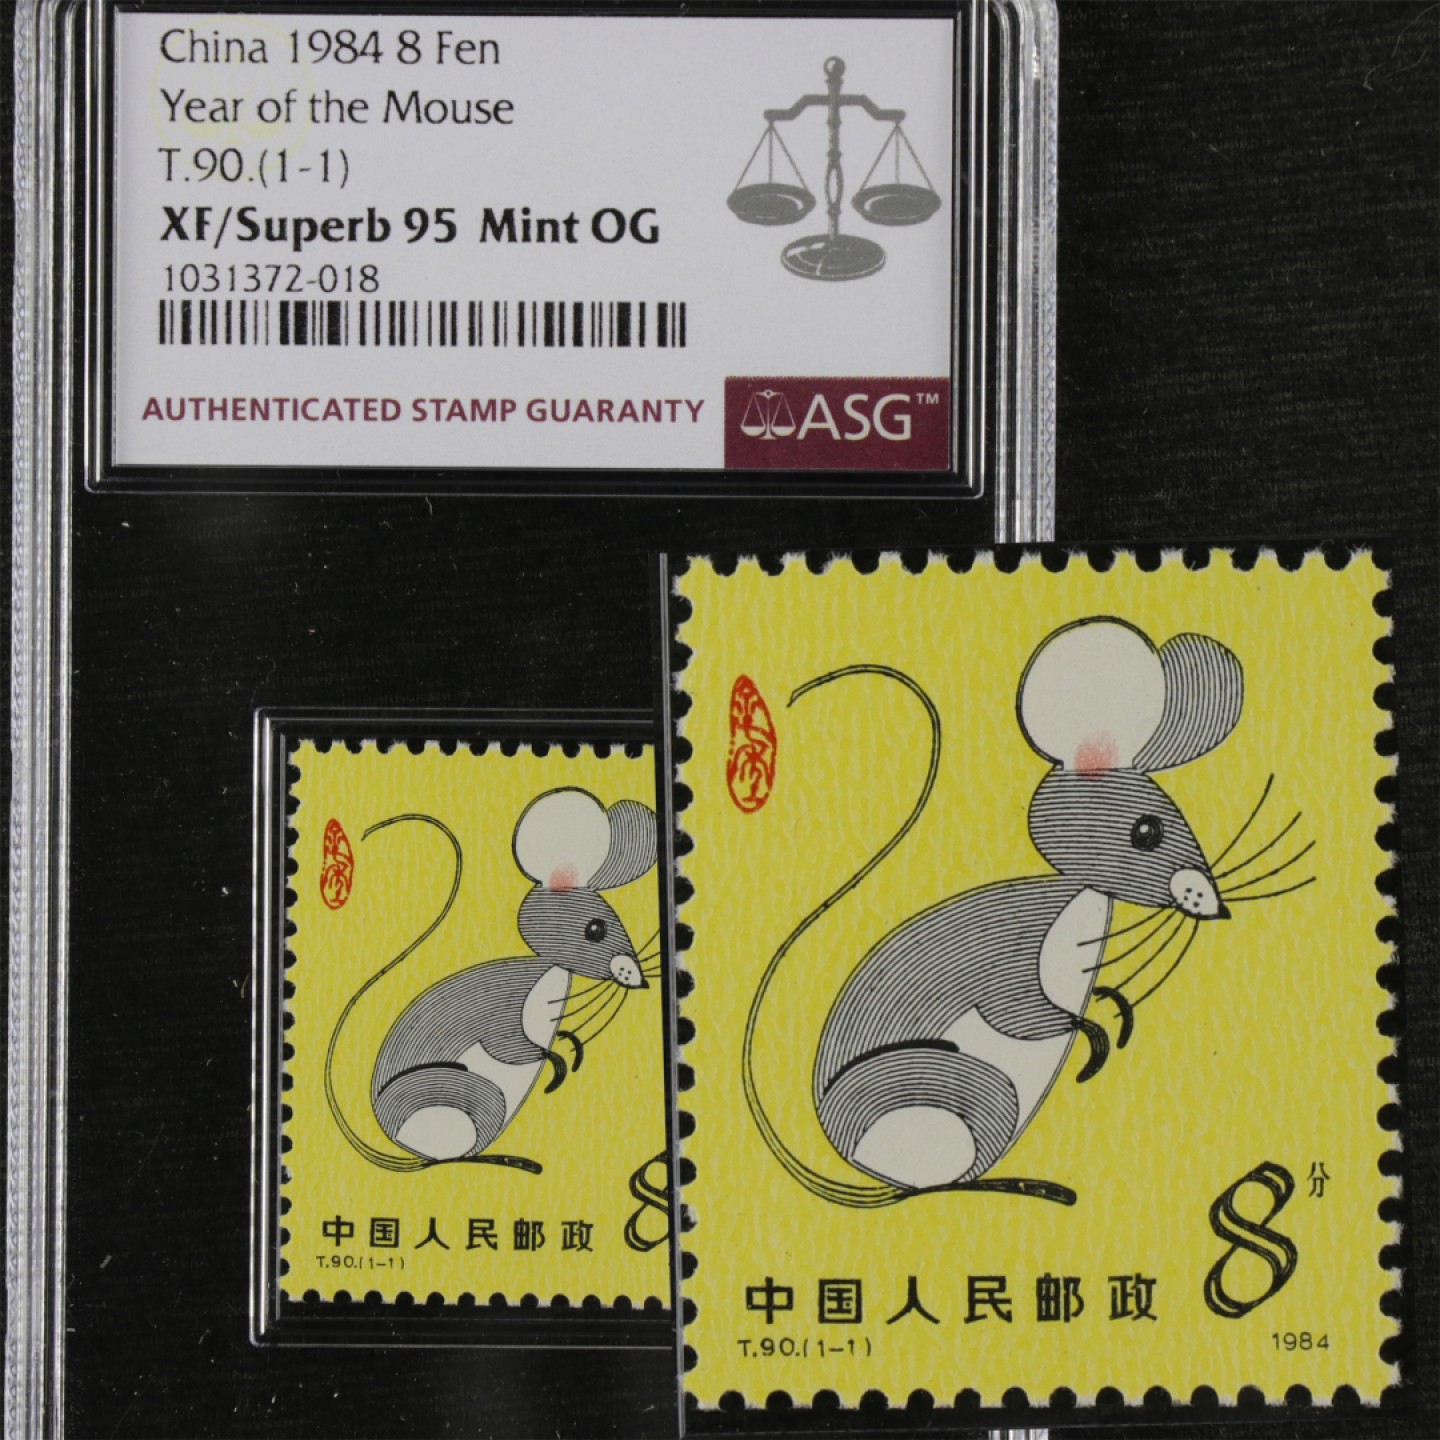 China 1984 8 Fen
Year of the Mouse
T.90.(1-1)
XF/Superb 95 Mint OG
1031372-018
AUTHENTICATED STAMP GUARANTY
ASG™
8
中国人民邮政
T.90.(1-1)
8
八分
中国人民邮政
T.90.(1-1)
1984